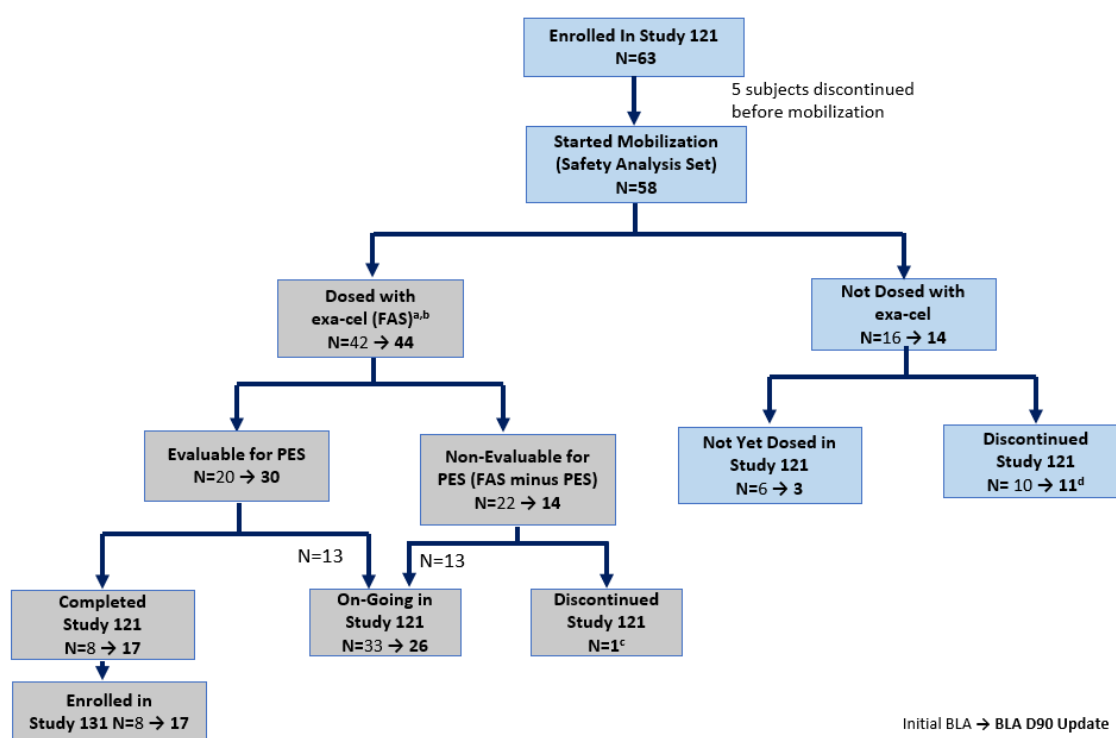 Enrolled In Study 121
N=63
5 subjects discontinued
before mobilization
Started Mobilization
(Safety Analysis Set)
N=58
Dosed with
exa-cel (FAS)ᵃ,ᵇ
N=42 → 44
Not Dosed with
exa-cel
N=16 → 14
Evaluable for PES
N=20 → 30
Non-Evaluable for
PES (FAS minus PES)
N=22 → 14
Not Yet Dosed in
Study 121
N=6 → 3
Discontinued
Study 121
N= 10 → 11ᵈ
N=13
N=13
Completed
Study 121
N=8 → 17
On-Going in
Study 121
N=33 → 26
Discontinued
Study 121
N=1ᶜ
Enrolled in
Study 131 N=8 → 17
Initial BLA → BLA D90 Update